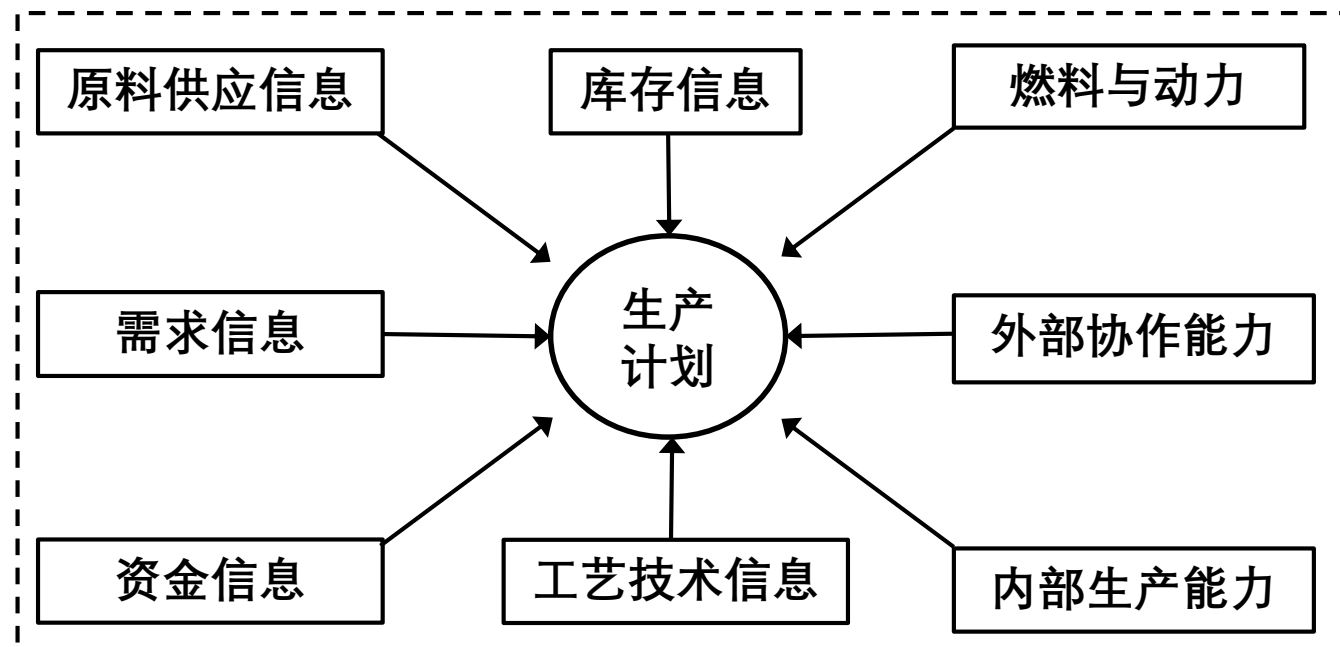 原料供应信息
库存信息
燃料与动力
需求信息
生产
计划
外部协作能力
资金信息
工艺技术信息
内部生产能力